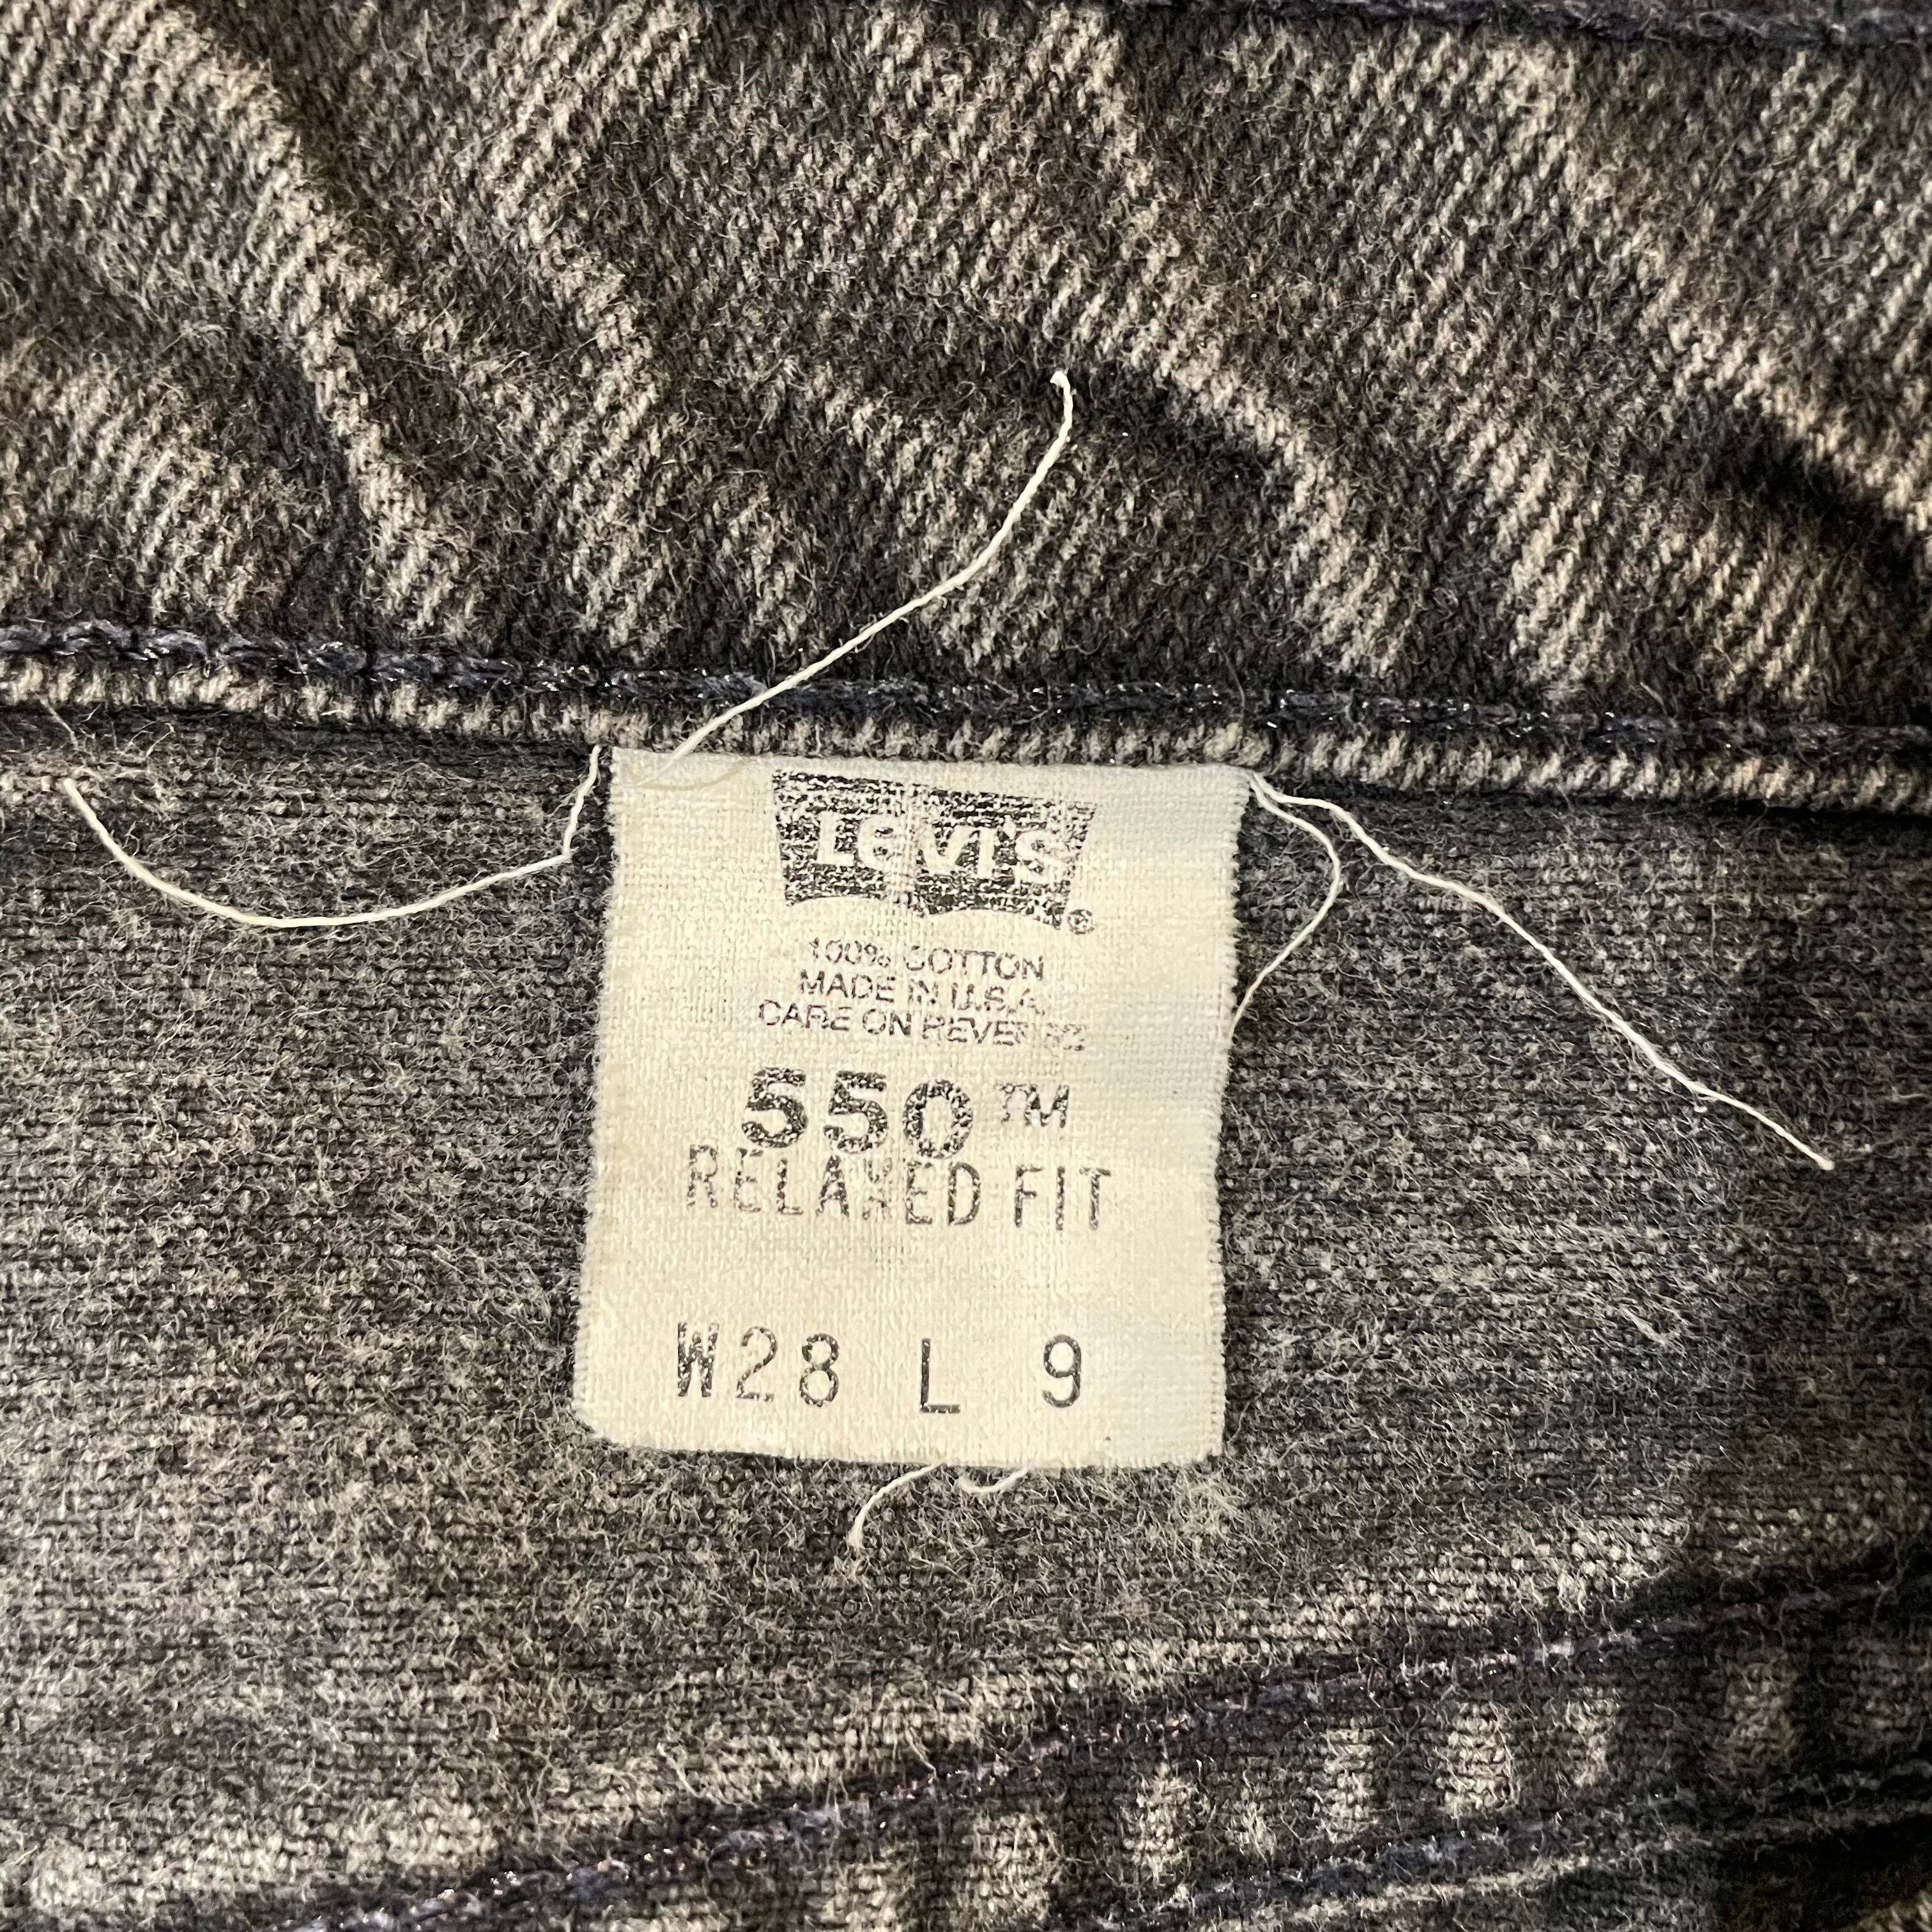 Levi's®
100% COTTON
MADE IN U.S.A.
CARE ON REVERSE
550™
RELAXED FIT
W28 L 9